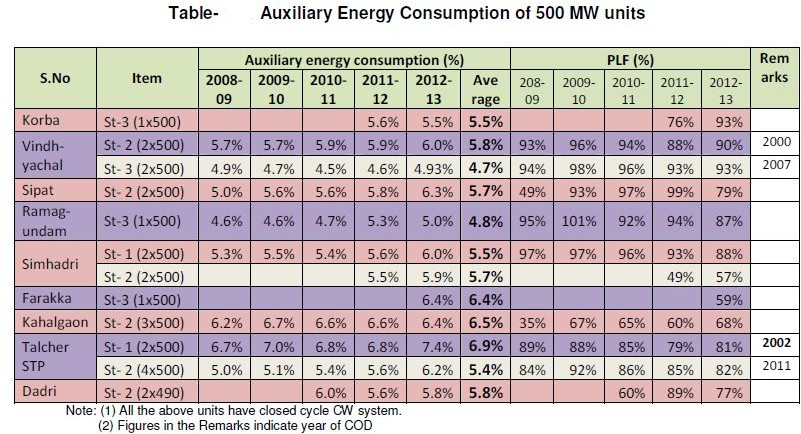 Table-      Auxiliary Energy Consumption of 500 MW units
S.No Item Auxiliary energy consumption (%) PLF (%) Rem arks
2008-09 2009-10 2010-11 2011-12 2012-13 Ave rage 208-09 2009-10 2010-11 2011-12 2012-13
Korba St-3 (1x500) 5.6% 5.5% 5.5% 76% 93%
Vindh-yachal St- 2 (2x500) 5.7% 5.7% 5.9% 5.9% 6.0% 5.8% 93% 96% 94% 88% 90% 2000
St- 3 (2x500) 4.9% 4.7% 4.5% 4.6% 4.93% 4.7% 94% 98% 96% 93% 93% 2007
Sipat St- 2 (2x500) 5.0% 5.6% 5.6% 5.8% 6.3% 5.7% 49% 93% 97% 99% 79%
Ramag-undam St-3 (1x500) 4.6% 4.6% 4.7% 5.3% 5.0% 4.8% 95% 101% 92% 94% 87%
Simhadri St- 1 (2x500) 5.3% 5.5% 5.4% 5.6% 6.0% 5.5% 97% 97% 96% 93% 88%
St- 2 (2x500) 5.5% 5.9% 5.7% 49% 57%
Farakka St-3 (1x500) 6.4% 6.4% 59%
Kahalgaon St- 2 (3x500) 6.2% 6.7% 6.6% 6.6% 6.4% 6.5% 35% 67% 65% 60% 68%
Talcher STP St- 1 (2x500) 6.7% 7.0% 6.8% 6.8% 7.4% 6.9% 89% 88% 85% 79% 81% 2002
St- 2 (4x500) 5.0% 5.1% 5.4% 5.6% 6.2% 5.4% 84% 92% 86% 85% 82% 2011
Dadri St- 2 (2x490) 6.0% 5.6% 5.8% 5.8% 60% 89% 77%
Note: (1) All the above units have closed cycle CW system.
(2) Figures in the Remarks indicate year of COD